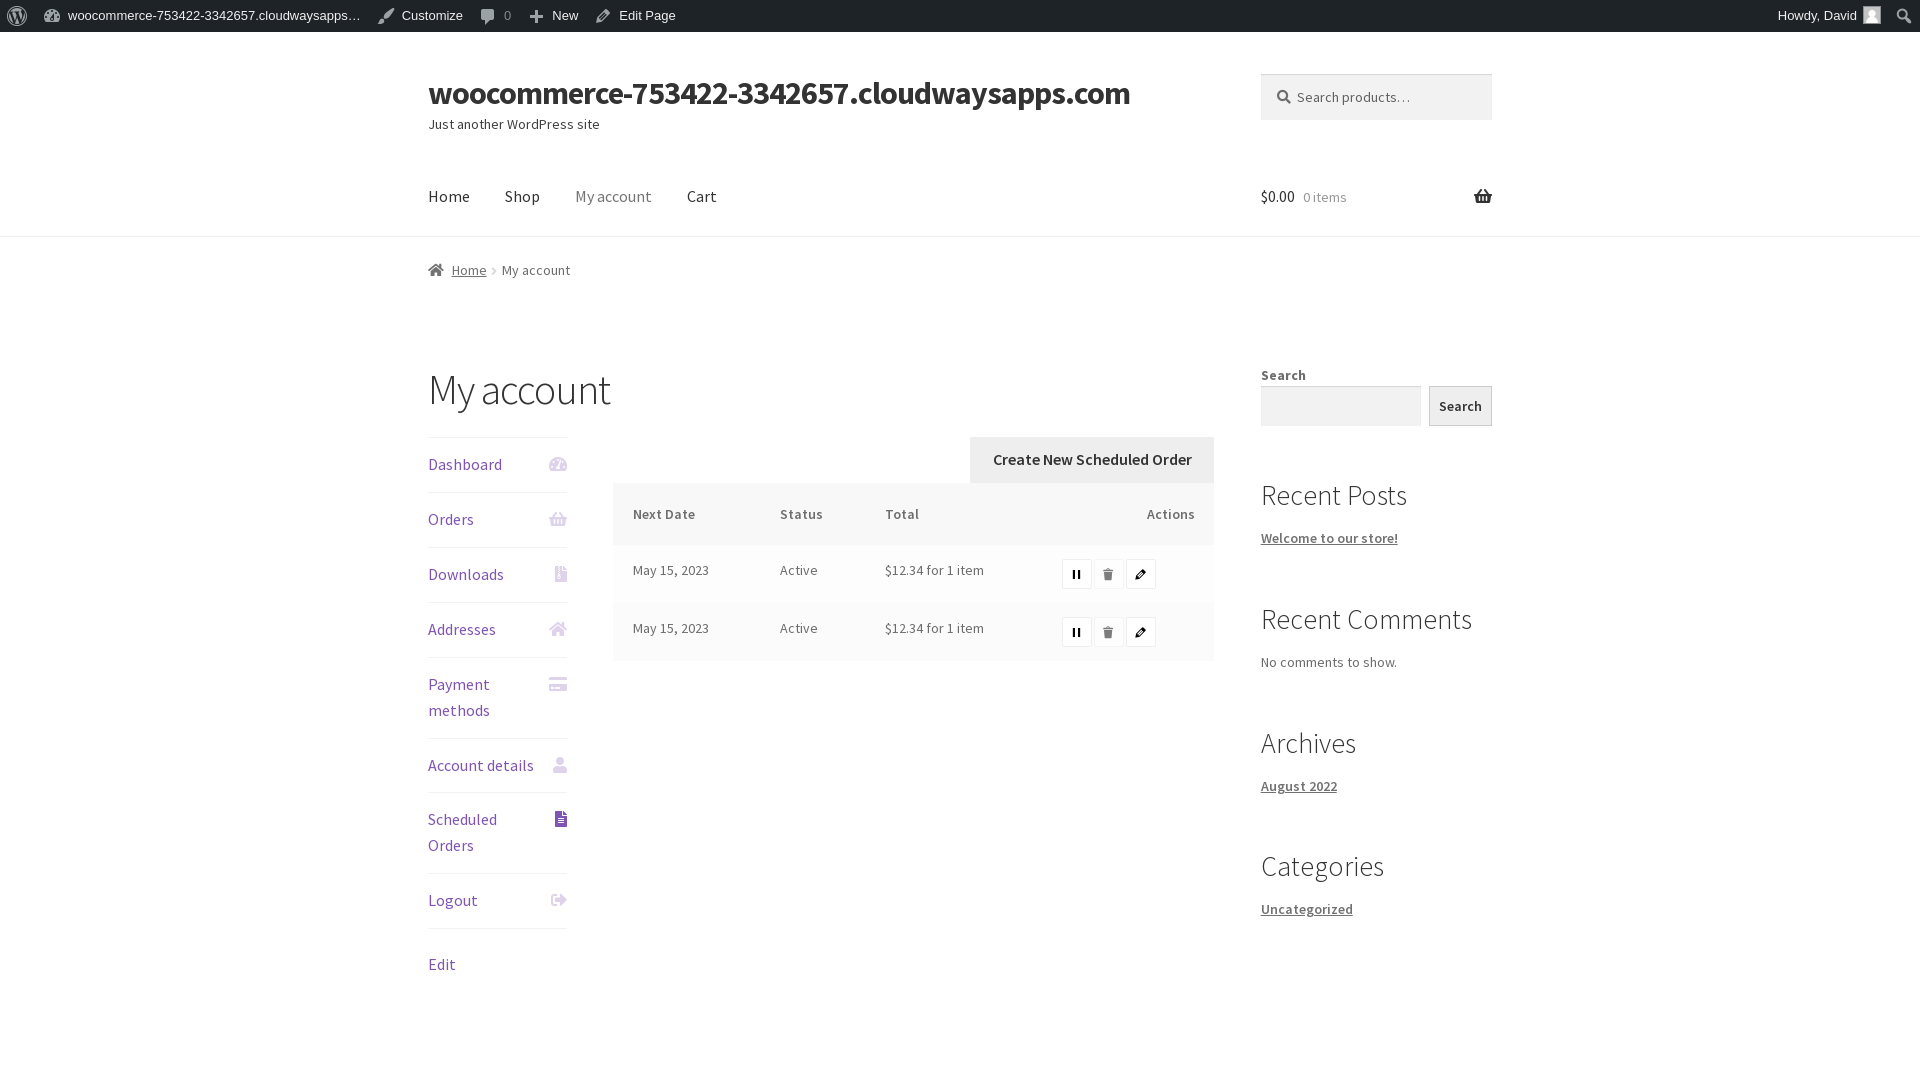 woocommerce-753422-3342657.cloudwaysapps… Customize 0 New Edit Page Howdy, David
woocommerce-753422-3342657.cloudwaysapps.com
Just another WordPress site
Search products…
Home Shop My account Cart
$0.00 0 items
Home My account
My account
Dashboard
Orders
Downloads
Addresses
Payment
methods
Account details
Scheduled
Orders
Logout
Edit
Create New Scheduled Order
Next Date Status Total Actions
May 15, 2023 Active $12.34 for 1 item
May 15, 2023 Active $12.34 for 1 item
Search
Search
Recent Posts
Welcome to our store!
Recent Comments
No comments to show.
Archives
August 2022
Categories
Uncategorized